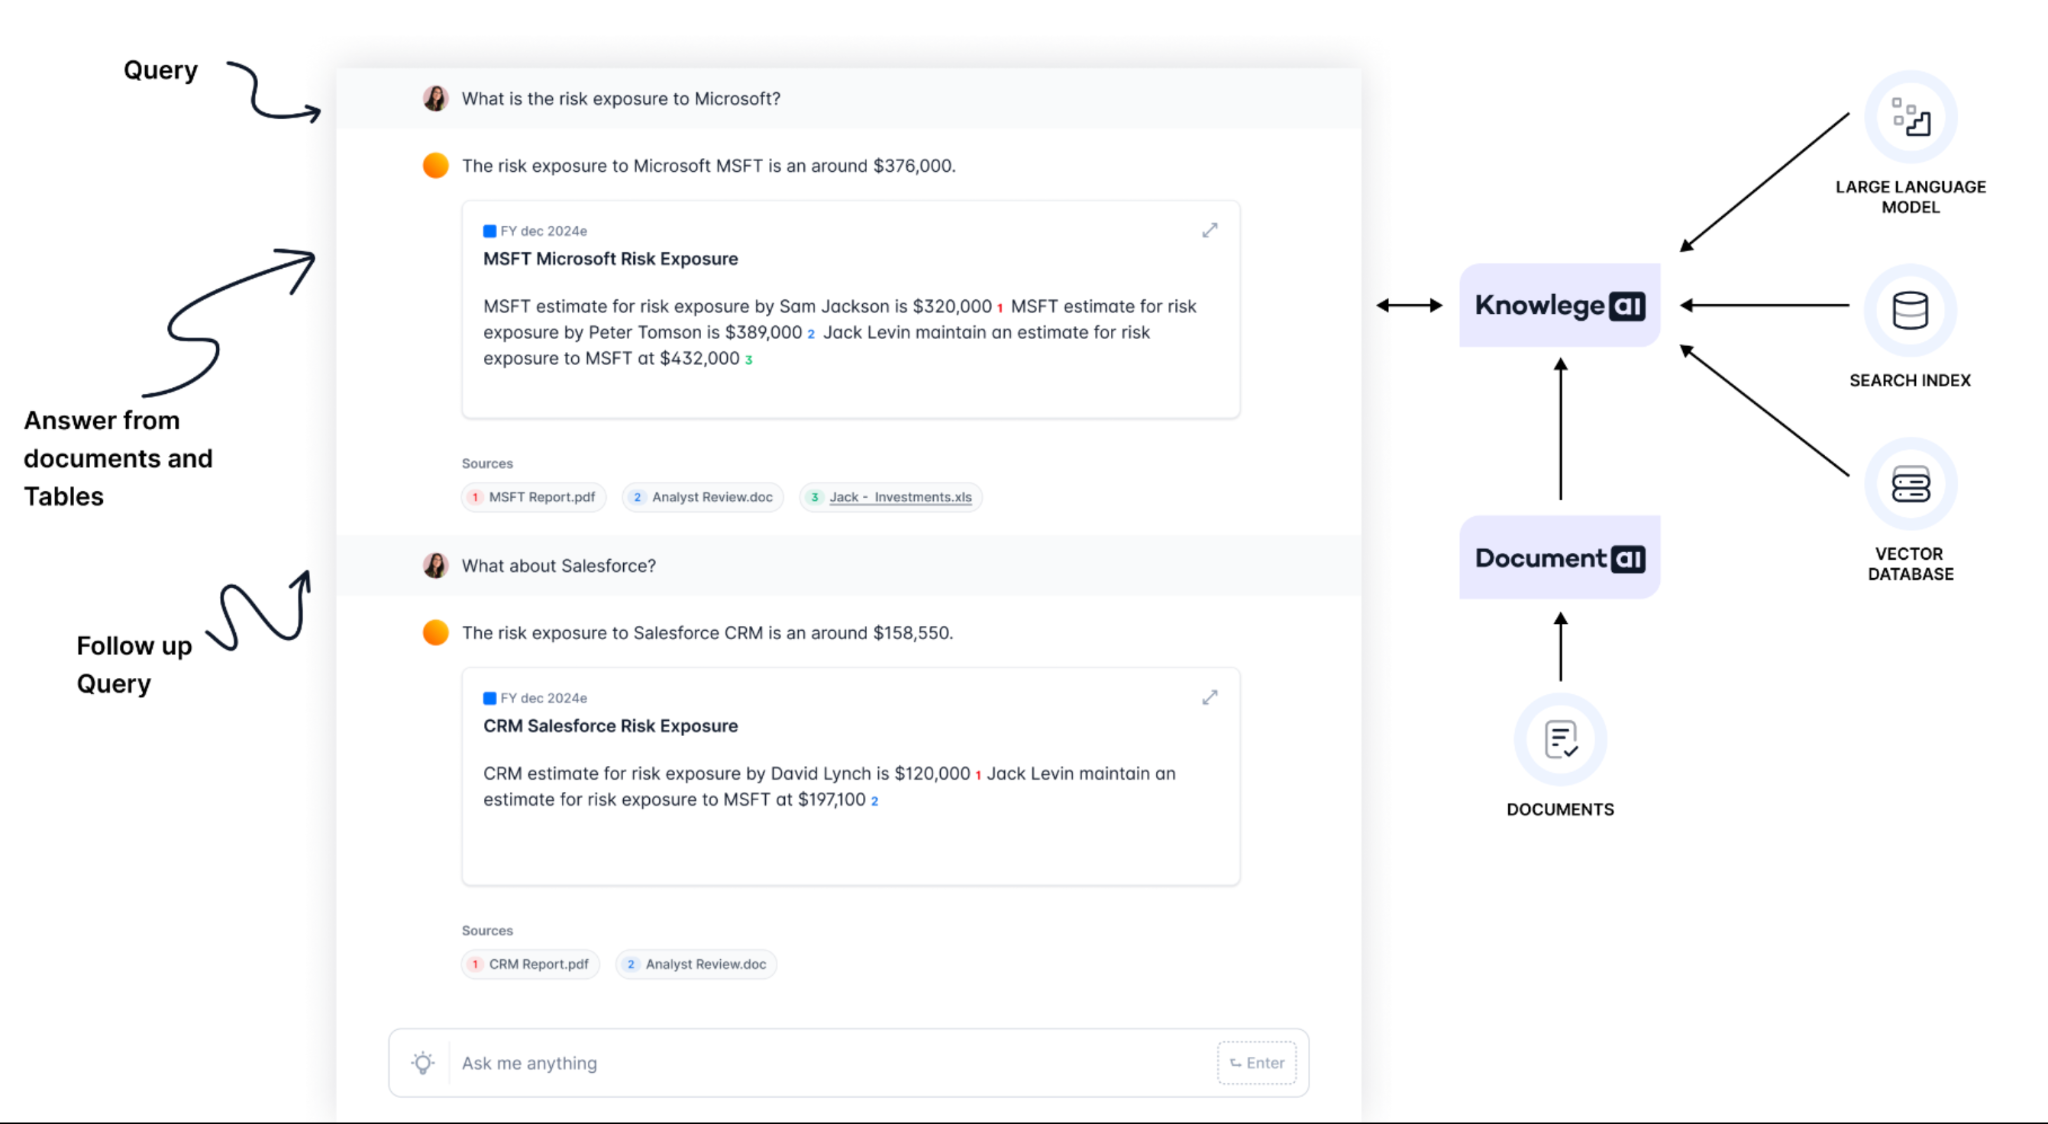 Query
What is the risk exposure to Microsoft?
The risk exposure to Microsoft MSFT is an around $376,000.
FY dec 2024e
MSFT Microsoft Risk Exposure
MSFT estimate for risk exposure by Sam Jackson is $320,000 1 MSFT estimate for risk
exposure by Peter Tomson is $389,000 2 Jack Levin maintain an estimate for risk
exposure to MSFT at $432,000 3
Answer from
documents and
Tables
Sources
1 MSFT Report.pdf 2 Analyst Review.doc 3 Jack - Investments.xls
What about Salesforce?
Follow up
Query
The risk exposure to Salesforce CRM is an around $158,550.
FY dec 2024e
CRM Salesforce Risk Exposure
CRM estimate for risk exposure by David Lynch is $120,000 1 Jack Levin maintain an
estimate for risk exposure to MSFT at $197,100 2
Sources
1 CRM Report.pdf 2 Analyst Review.doc
Ask me anything
Enter
LARGE LANGUAGE
MODEL
Knowlege ai
SEARCH INDEX
Document ai
VECTOR
DATABASE
DOCUMENTS